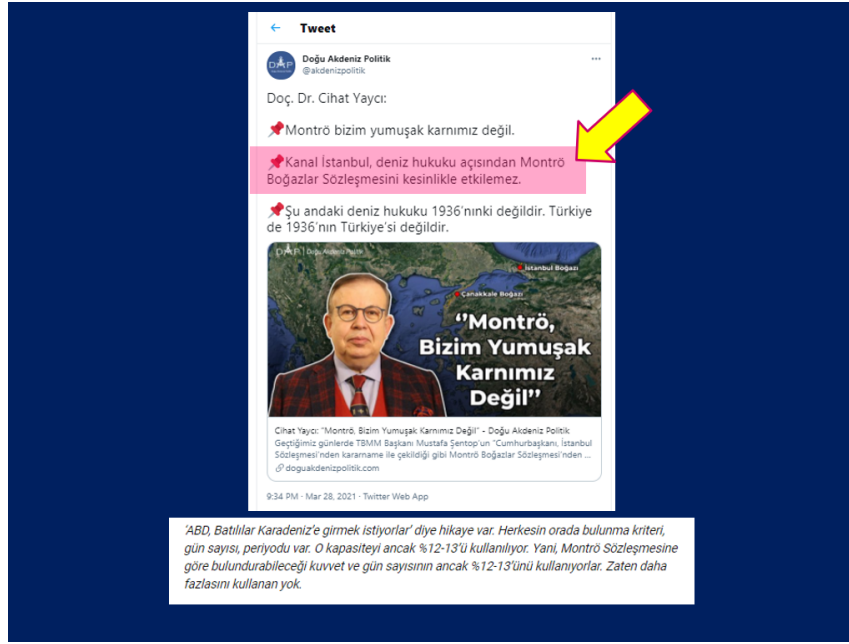 ← Tweet
DAP
Doğu Akdeniz Politik
@akdenizpolitik
Doç. Dr. Cihat Yaycı:
📌Montrö bizim yumuşak karnımız değil.
📌Kanal İstanbul, deniz hukuku açısından Montrö
Boğazlar Sözleşmesini kesinlikle etkilemez.
📌Şu andaki deniz hukuku 1936'nınki değildir. Türkiye
de 1936'nın Türkiye'si değildir.
DAP | Doğu Akdeniz Politik
İstanbul Boğazı
Çanakkale Boğazı
‘’Montrö,
Bizim Yumuşak
Karnımız
Değil’’
Cihat Yaycı: "Montrö, Bizim Yumuşak Karnımız Değil" - Doğu Akdeniz Politik
Geçtiğimiz günlerde TBMM Başkanı Mustafa Şentop'un "Cumhurbaşkanı, İstanbul
Sözleşmesi'nden kararname ile çekildiği gibi Montrö Boğazlar Sözleşmesi'nden ...
doguakdenizpolitik.com
9:34 PM · Mar 28, 2021 · Twitter Web App
‘ABD, Batılılar Karadeniz’e girmek istiyorlar’ diye hikaye var. Herkesin orada bulunma kriteri,
gün sayısı, periyodu var. O kapasiteyi ancak %12-13’ü kullanılıyor. Yani, Montrö Sözleşmesine
göre bulundurabileceği kuvvet ve gün sayısının ancak %12-13’ünü kullanıyorlar. Zaten daha
fazlasını kullanan yok.